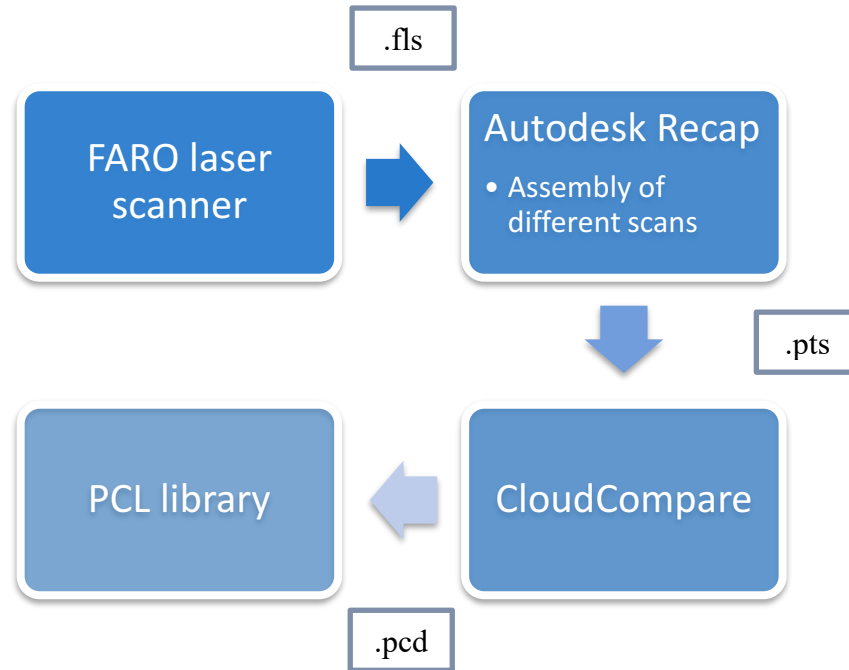 .fls
FARO laser
scanner
Autodesk Recap
• Assembly of
different scans
.pts
CloudCompare
PCL library
.pcd